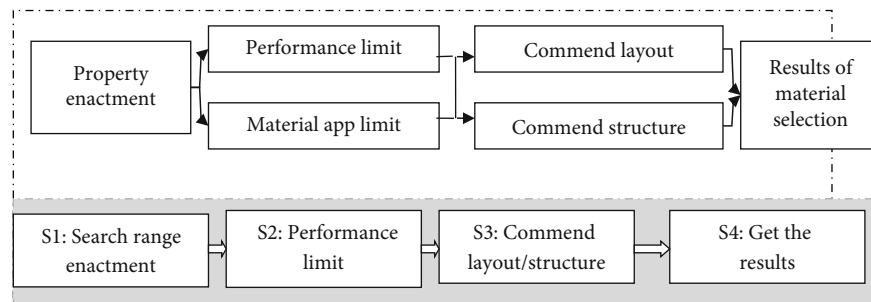 Property
enactment
Performance limit
Material app limit
Commend layout
Commend structure
Results of
material
selection
S1: Search range
enactment
S2: Performance
limit
S3: Commend
layout/structure
S4: Get the
results